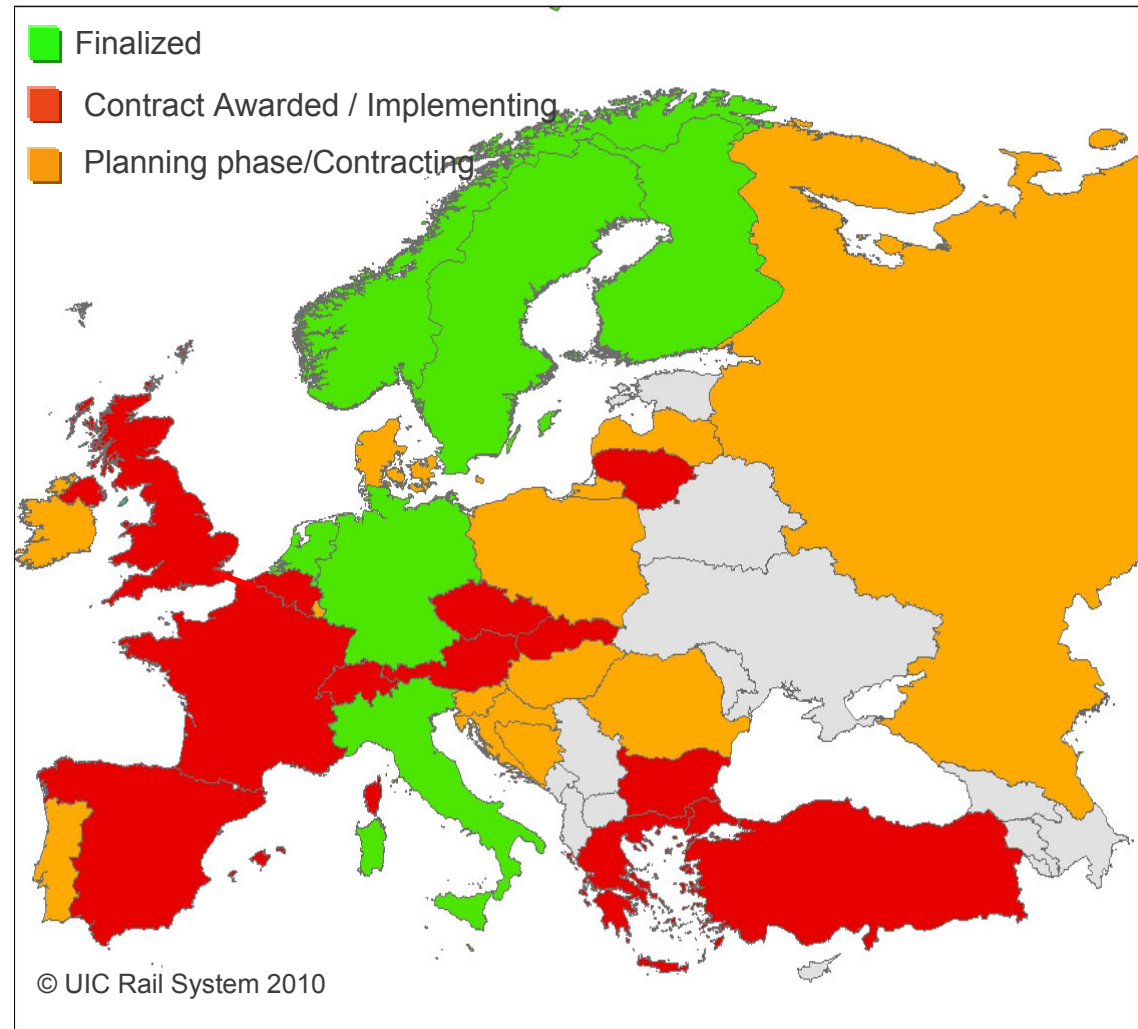 Finalized
Contract Awarded / Implementing
Planning phase/Contracting
© UIC Rail System 2010